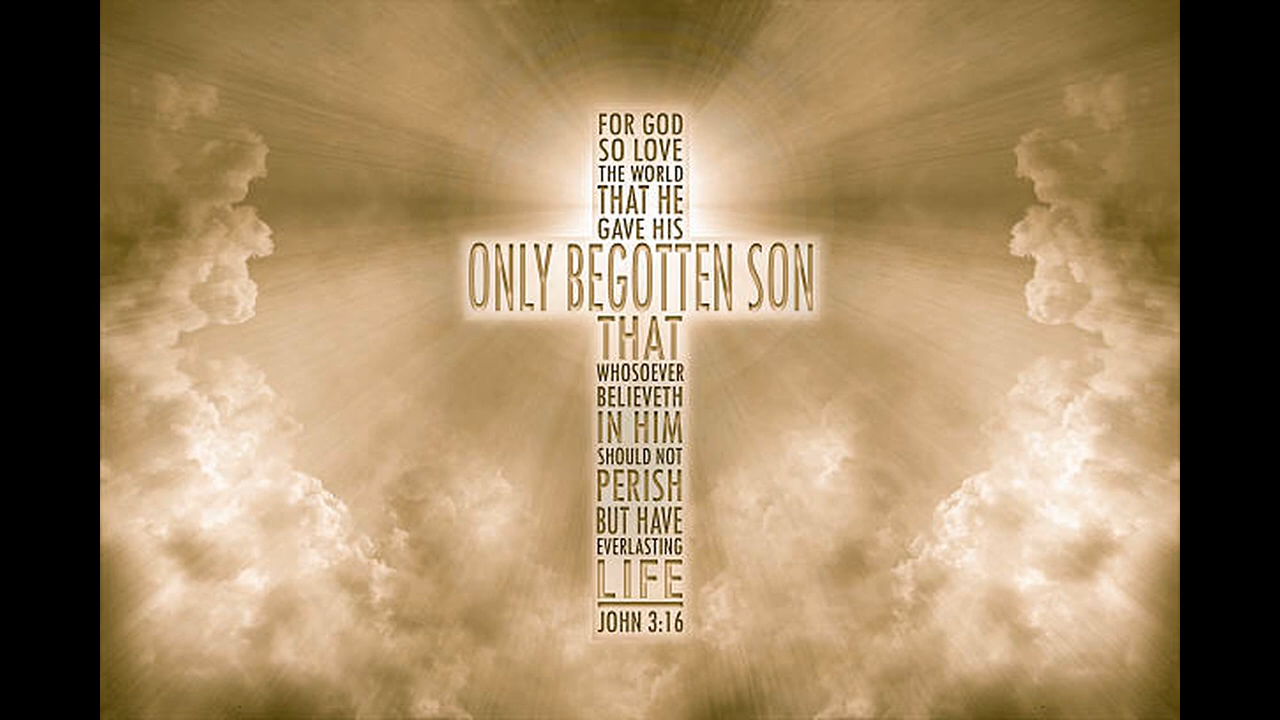 FOR GOD
SO LOVE
THE WORLD
THAT HE
GAVE HIS
ONLY BEGOTTEN SON
THAT
WHOSOEVER
BELIEVETH
IN HIM
SHOULD NOT
PERISH
BUT HAVE
EVERLASTING
LIFE
JOHN 3:16